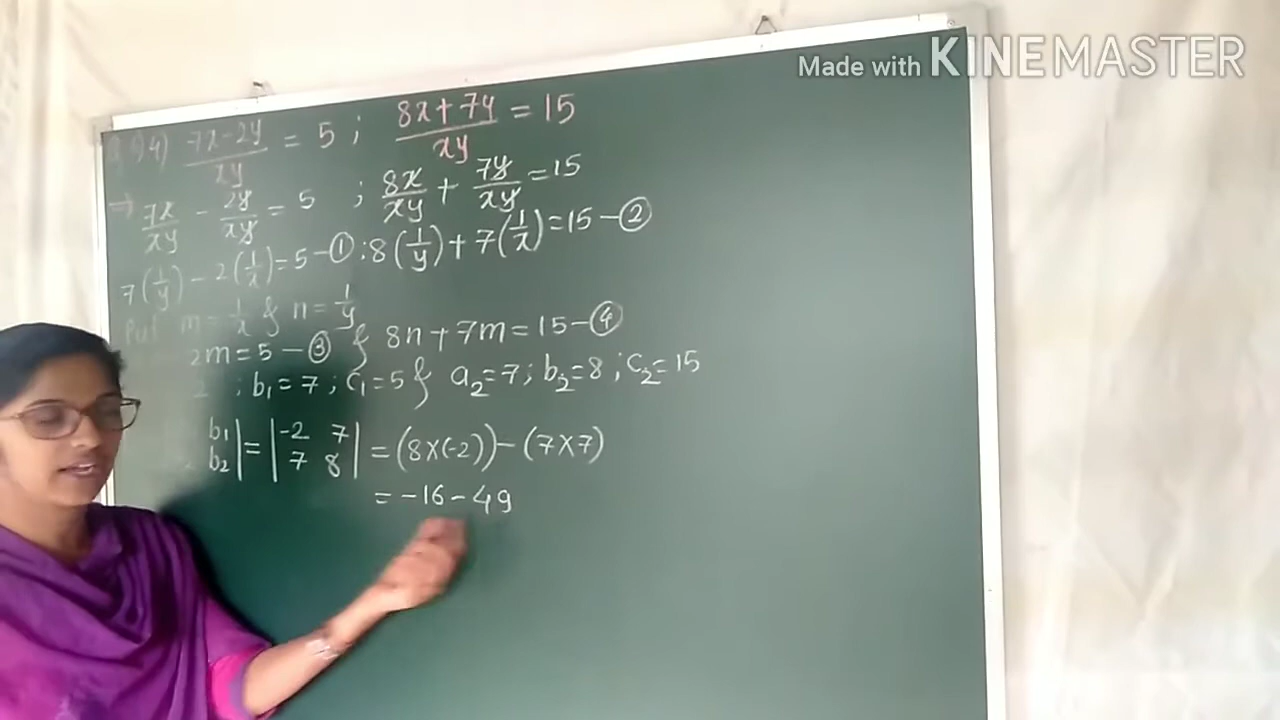 Made with KINEMASTER
4) 7x-2y/xy = 5 ; 8x+7y/xy = 15
⇒ 7x/xy - 2y/xy = 5 ; 8x/xy + 7y/xy = 15
7(1/y) - 2(1/x) = 5 - ① ; 8(1/y) + 7(1/x) = 15 - ②
Put m = 1/x & n = 1/y
2m = 5 - ③ & 8n + 7m = 15 - ④
; b₁ = 7 ; c₁ = 5 & a₂ = 7 ; b₂ = 8 ; c₂ = 15
b₁ b₂| = |-2 7 7 8| = (8×(-2)) - (7×7)
= -16 - 49